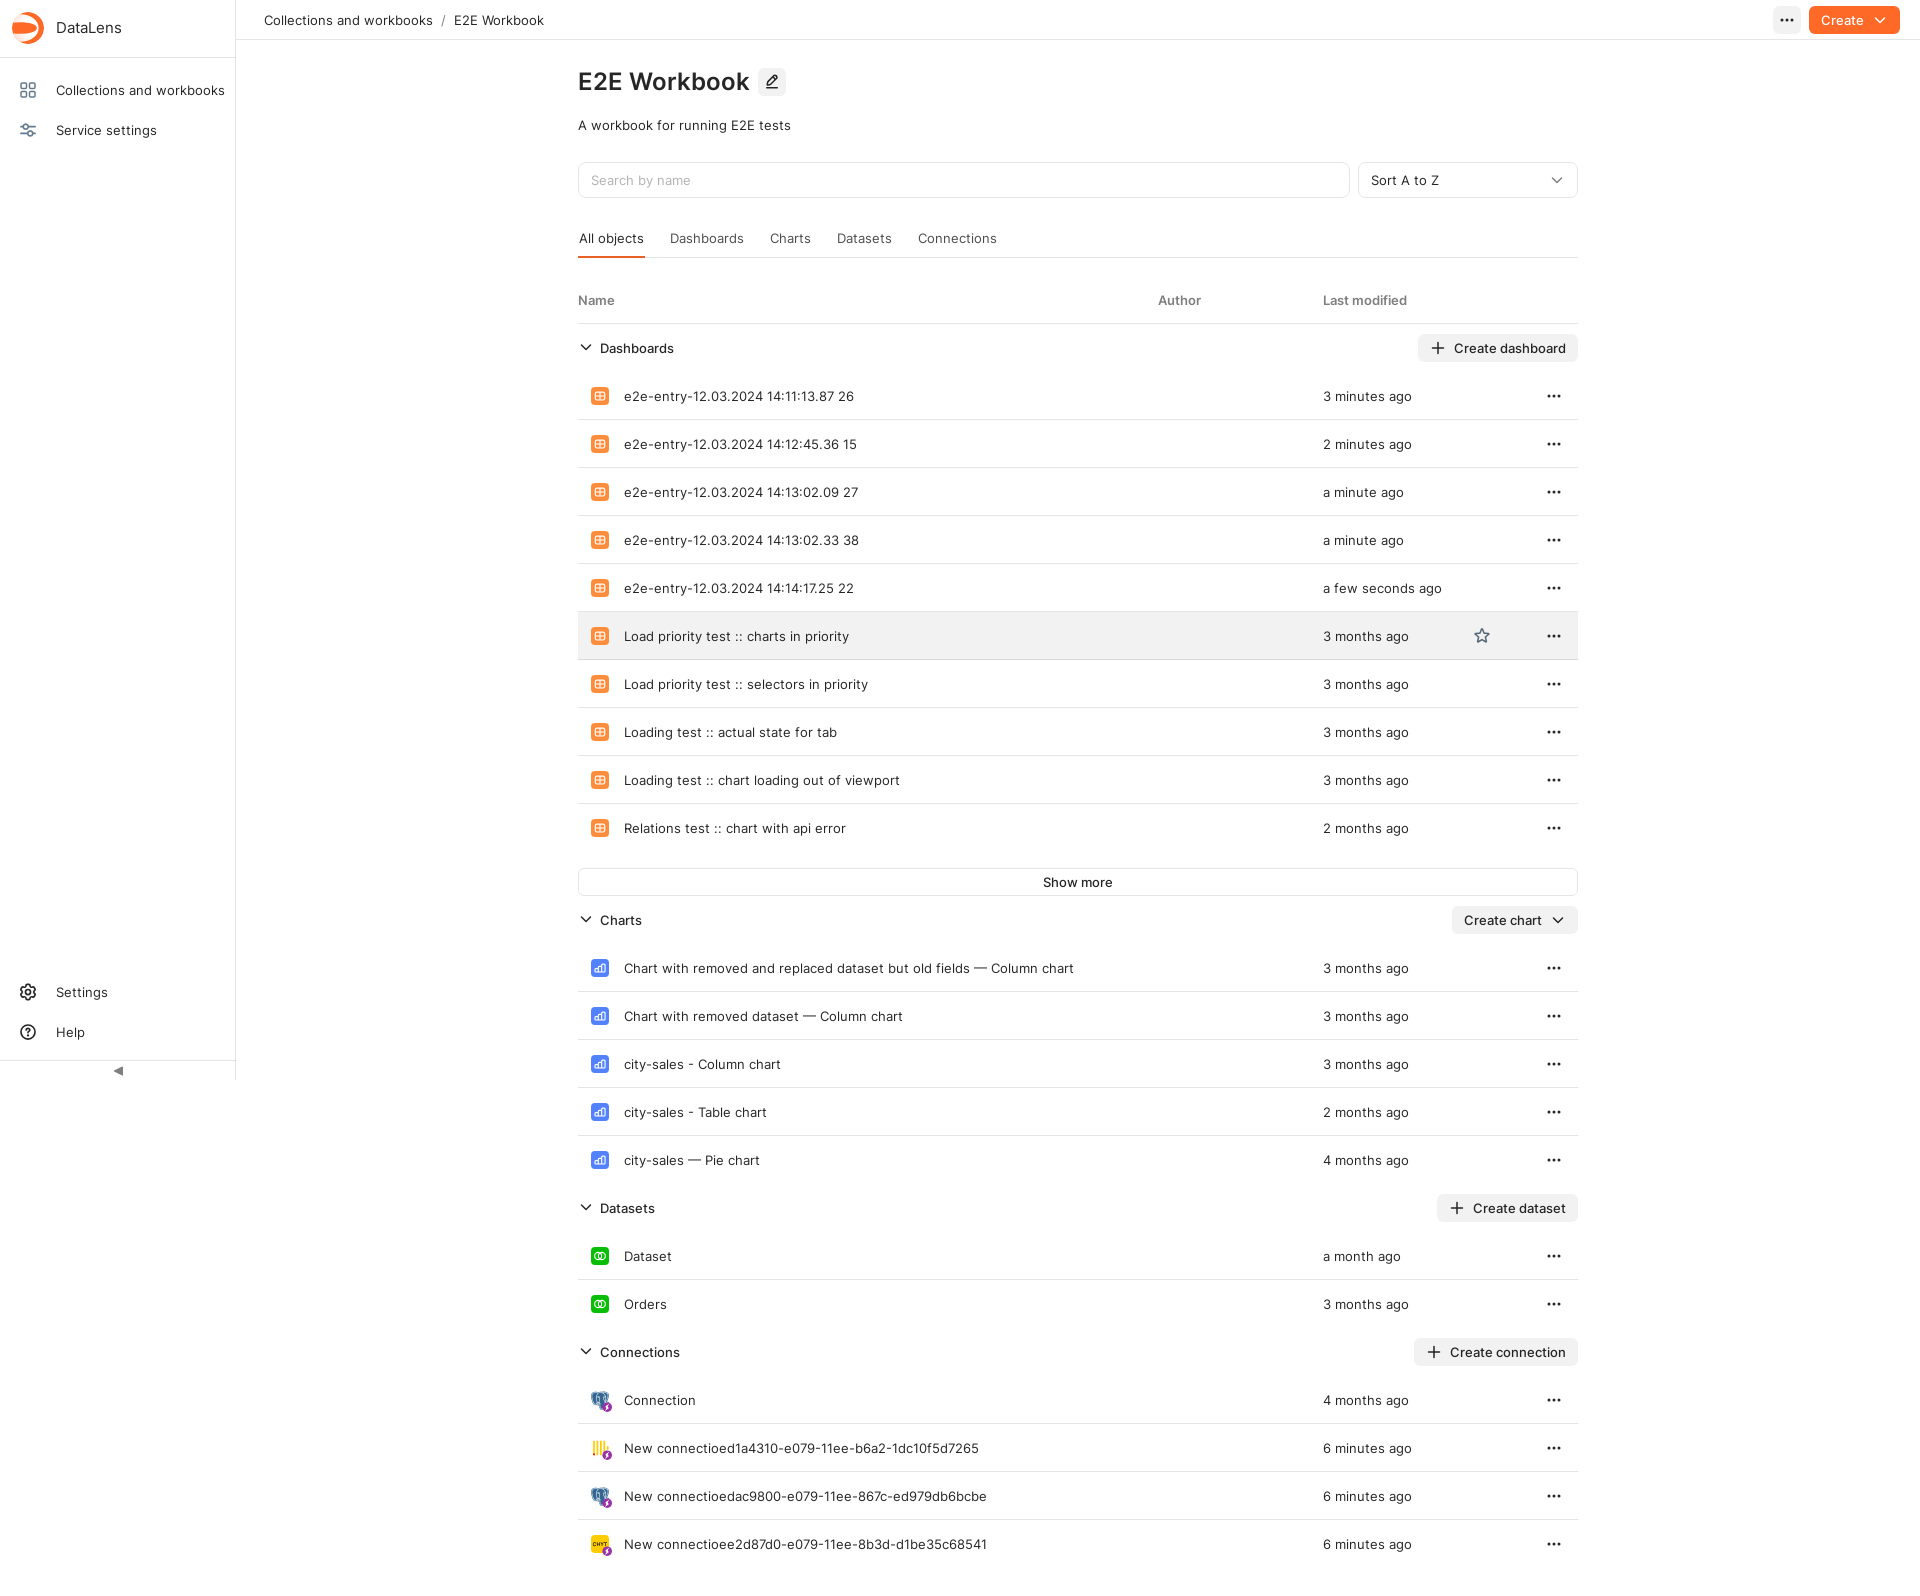 DataLens
Collections and workbooks / E2E Workbook
Create
Collections and workbooks
Service settings
E2E Workbook
A workbook for running E2E tests
Search by name
Sort A to Z
All objects Dashboards Charts Datasets Connections
Name Author Last modified
Dashboards Create dashboard
e2e-entry-12.03.2024 14:11:13.87 26 3 minutes ago
e2e-entry-12.03.2024 14:12:45.36 15 2 minutes ago
e2e-entry-12.03.2024 14:13:02.09 27 a minute ago
e2e-entry-12.03.2024 14:13:02.33 38 a minute ago
e2e-entry-12.03.2024 14:14:17.25 22 a few seconds ago
Load priority test :: charts in priority 3 months ago
Load priority test :: selectors in priority 3 months ago
Loading test :: actual state for tab 3 months ago
Loading test :: chart loading out of viewport 3 months ago
Relations test :: chart with api error 2 months ago
Show more
Charts Create chart
Chart with removed and replaced dataset but old fields — Column chart 3 months ago
Chart with removed dataset — Column chart 3 months ago
city-sales - Column chart 3 months ago
city-sales - Table chart 2 months ago
city-sales — Pie chart 4 months ago
Datasets Create dataset
Dataset a month ago
Orders 3 months ago
Connections Create connection
Connection 4 months ago
New connectioed1a4310-e079-11ee-b6a2-1dc10f5d7265 6 minutes ago
New connectioedac9800-e079-11ee-867c-ed979db6bcbe 6 minutes ago
CHYT New connectioee2d87d0-e079-11ee-8b3d-d1be35c68541 6 minutes ago
Settings
Help